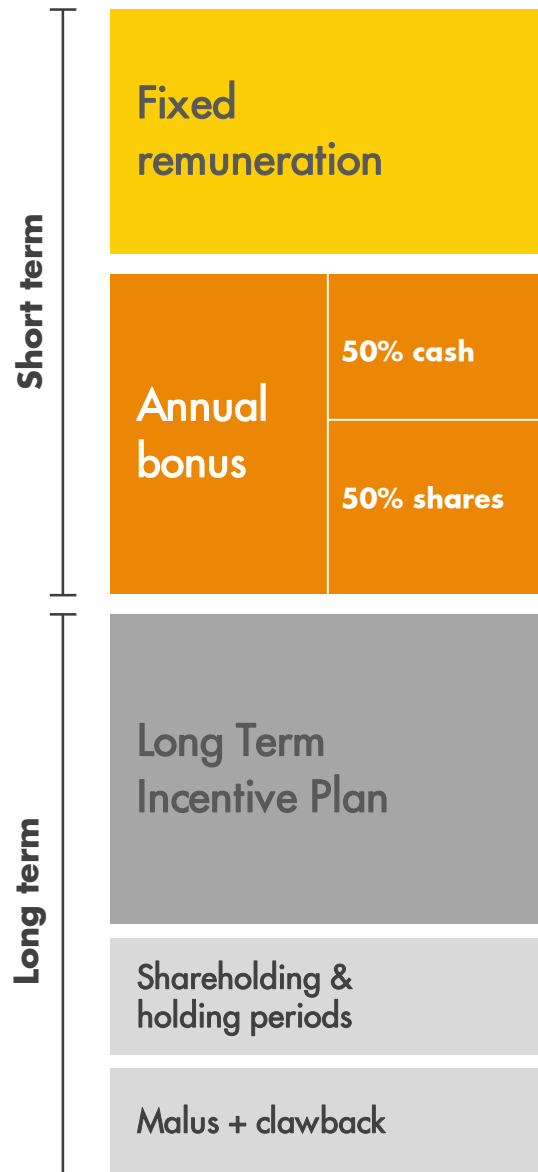 Short term
Fixed
remuneration
Annual
bonus
50% cash
50% shares
Long term
Long Term
Incentive Plan
Shareholding &
holding periods
Malus + clawback